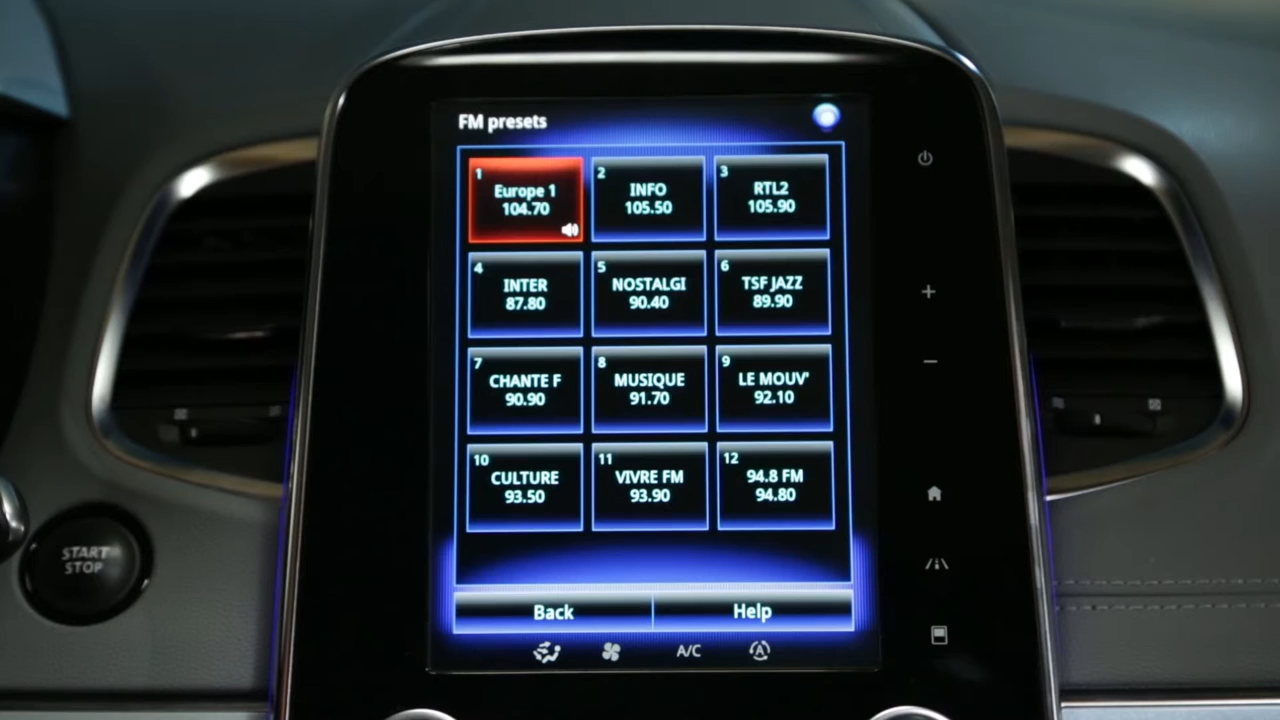 FM presets
1
Europe 1
104.70
2
INFO
105.50
3
RTL2
105.90
4
INTER
87.80
5
NOSTALGI
90.40
6
TSF JAZZ
89.90
7
CHANTE F
90.90
8
MUSIQUE
91.70
9
LE MOUV'
92.10
10
CULTURE
93.50
11
VIVRE FM
93.90
12
94.8 FM
94.80
Back
Help
A/C
A
START
STOP